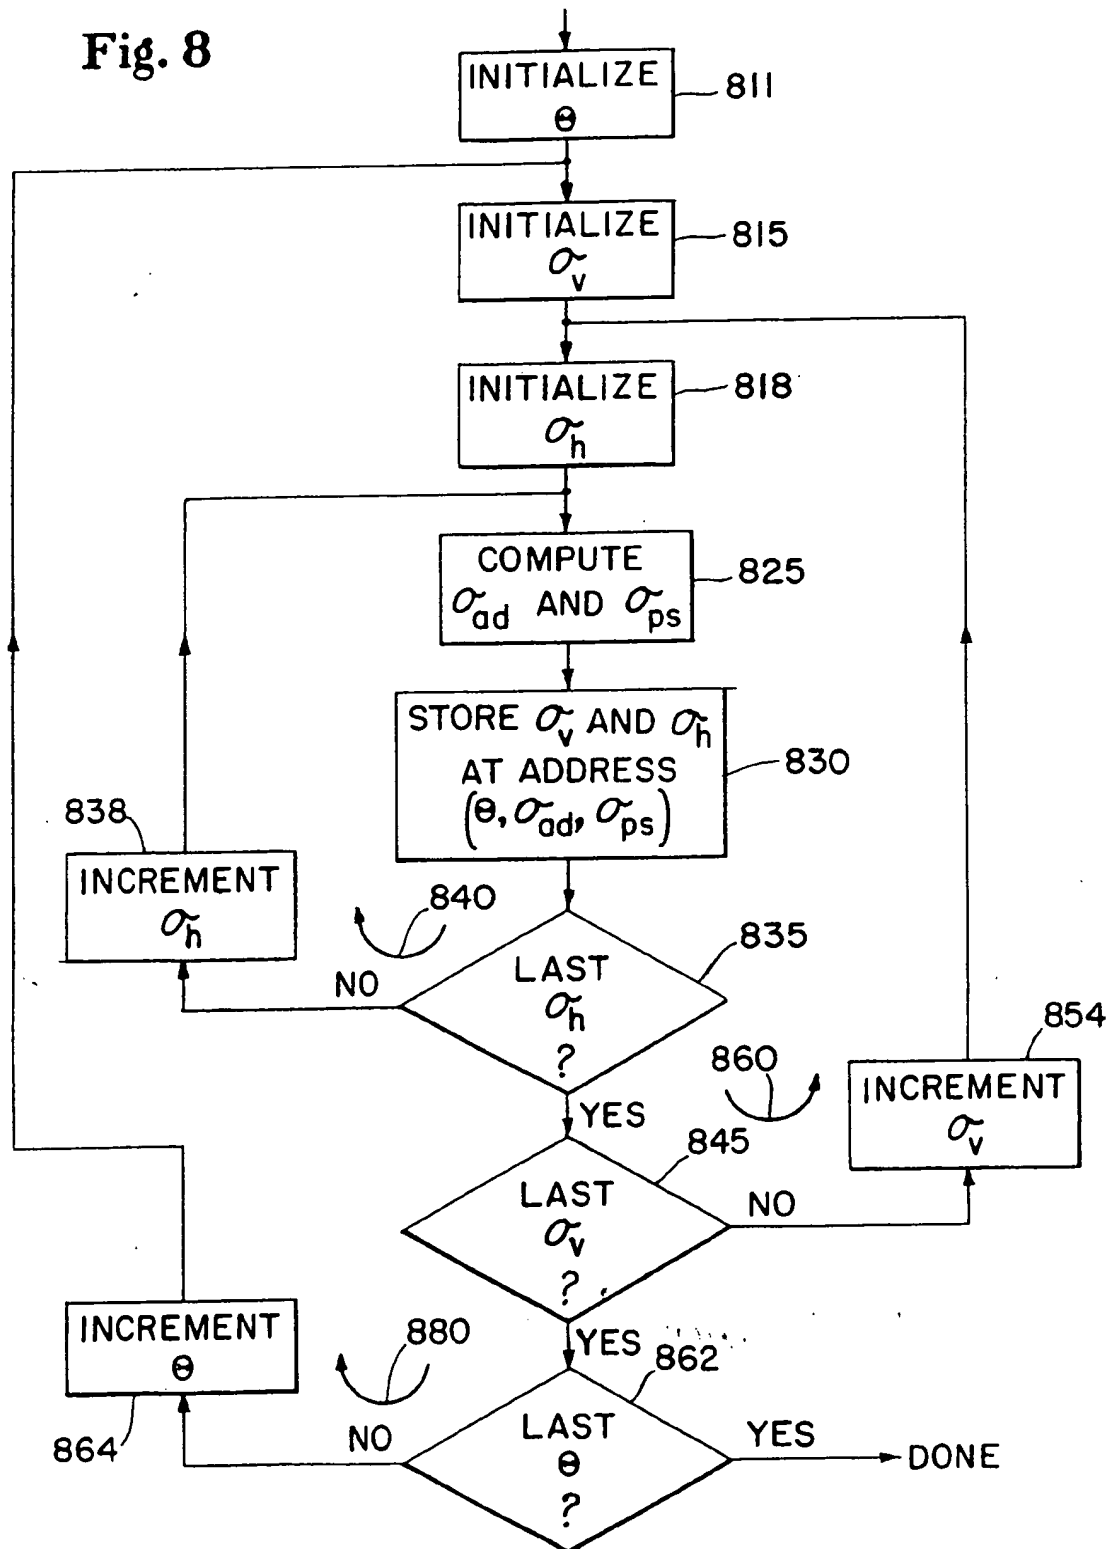 Fig. 8
INITIALIZE
Θ
811
INITIALIZE
σv
815
INITIALIZE
σh
818
COMPUTE
σad AND σps
825
STORE σv AND σh
AT ADDRESS
(Θ, σad, σps)
830
838
INCREMENT
σh
840
LAST
σh
?
835
NO
YES
854
INCREMENT
σv
860
845
LAST
σv
?
NO
YES
INCREMENT
Θ
864
880
862
LAST
Θ
?
NO
YES
DONE